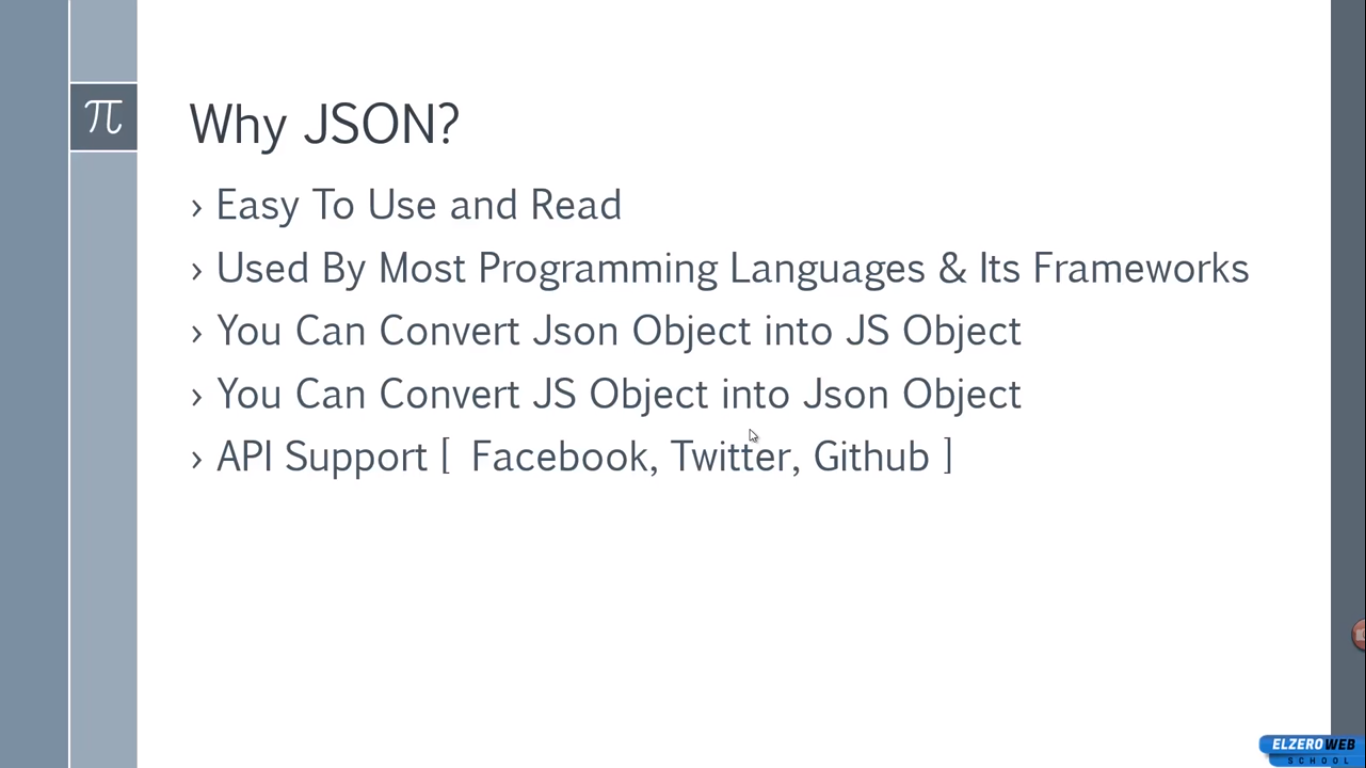 π
Why JSON?
› Easy To Use and Read
› Used By Most Programming Languages & Its Frameworks
› You Can Convert Json Object into JS Object
› You Can Convert JS Object into Json Object
› API Support [ Facebook, Twitter, Github ]
ELZERO WEB
SCHOOL